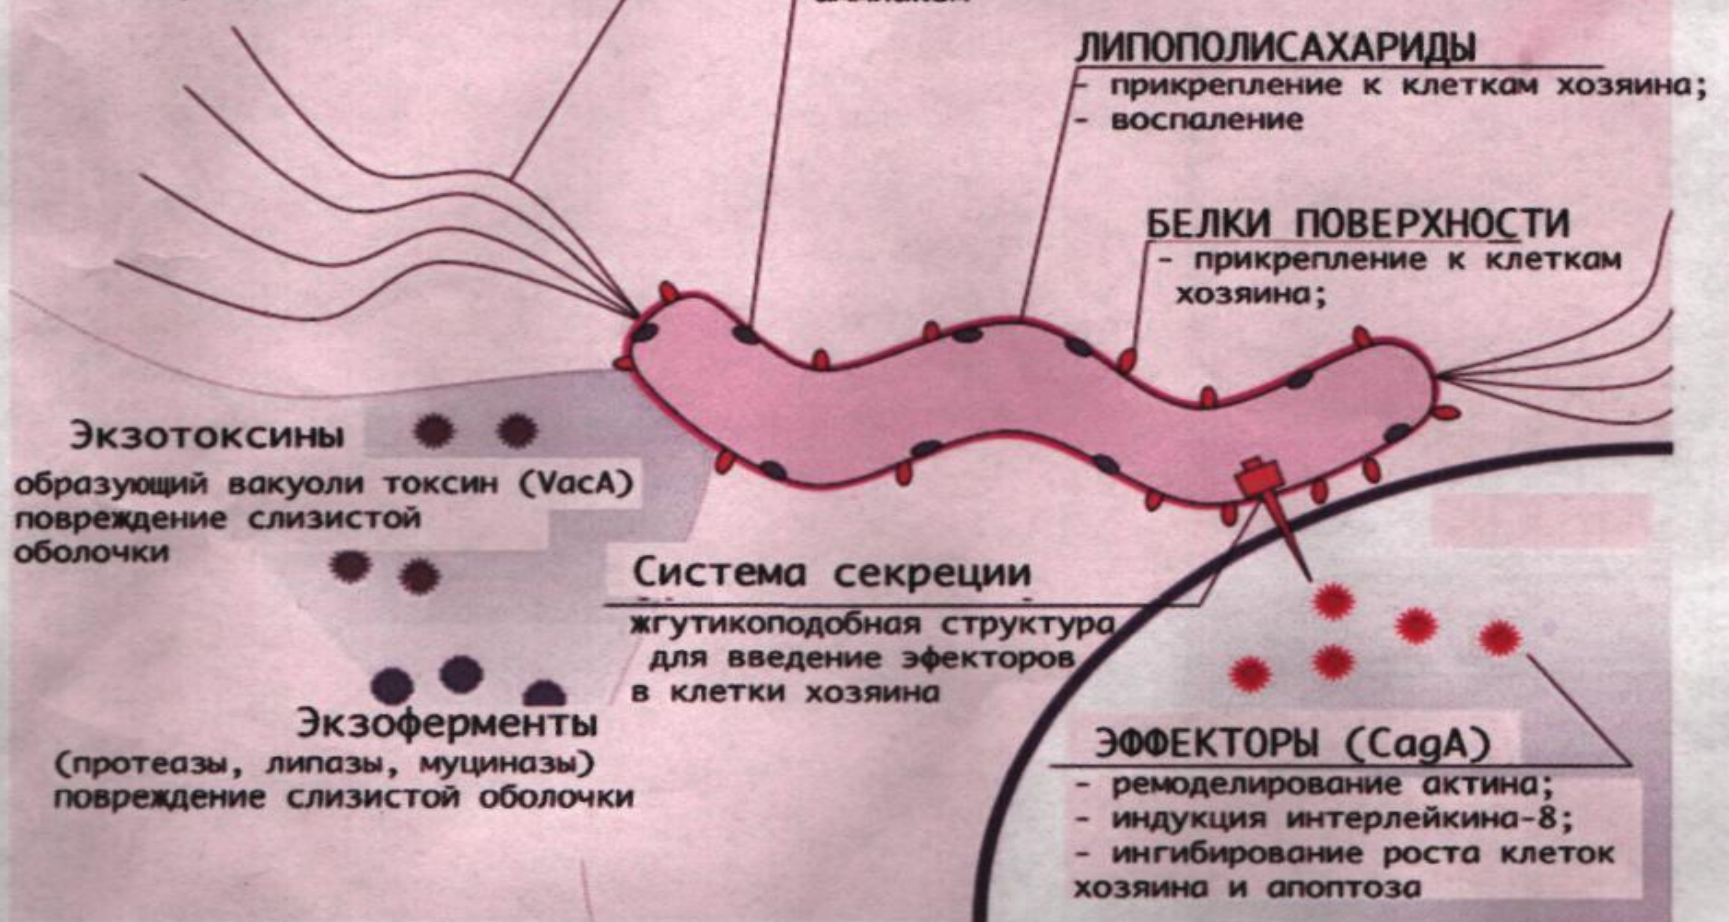 ЛИПОПОЛИСАХАРИДЫ
- прикрепление к клеткам хозяина;
- воспаление
БЕЛКИ ПОВЕРХНОСТИ
- прикрепление к клеткам
хозяина;
Экзотоксины
образующий вакуоли токсин (VacA)
повреждение слизистой
оболочки
Система секреции
жгутикоподобная структура
для введение эфекторов
в клетки хозяина
Экзоферменты
(протеазы, липазы, муциназы)
повреждение слизистой оболочки
ЭФФЕКТОРЫ (CagA)
- ремоделирование актина;
- индукция интерлейкина-8;
- ингибирование роста клеток
хозяина и апоптоза